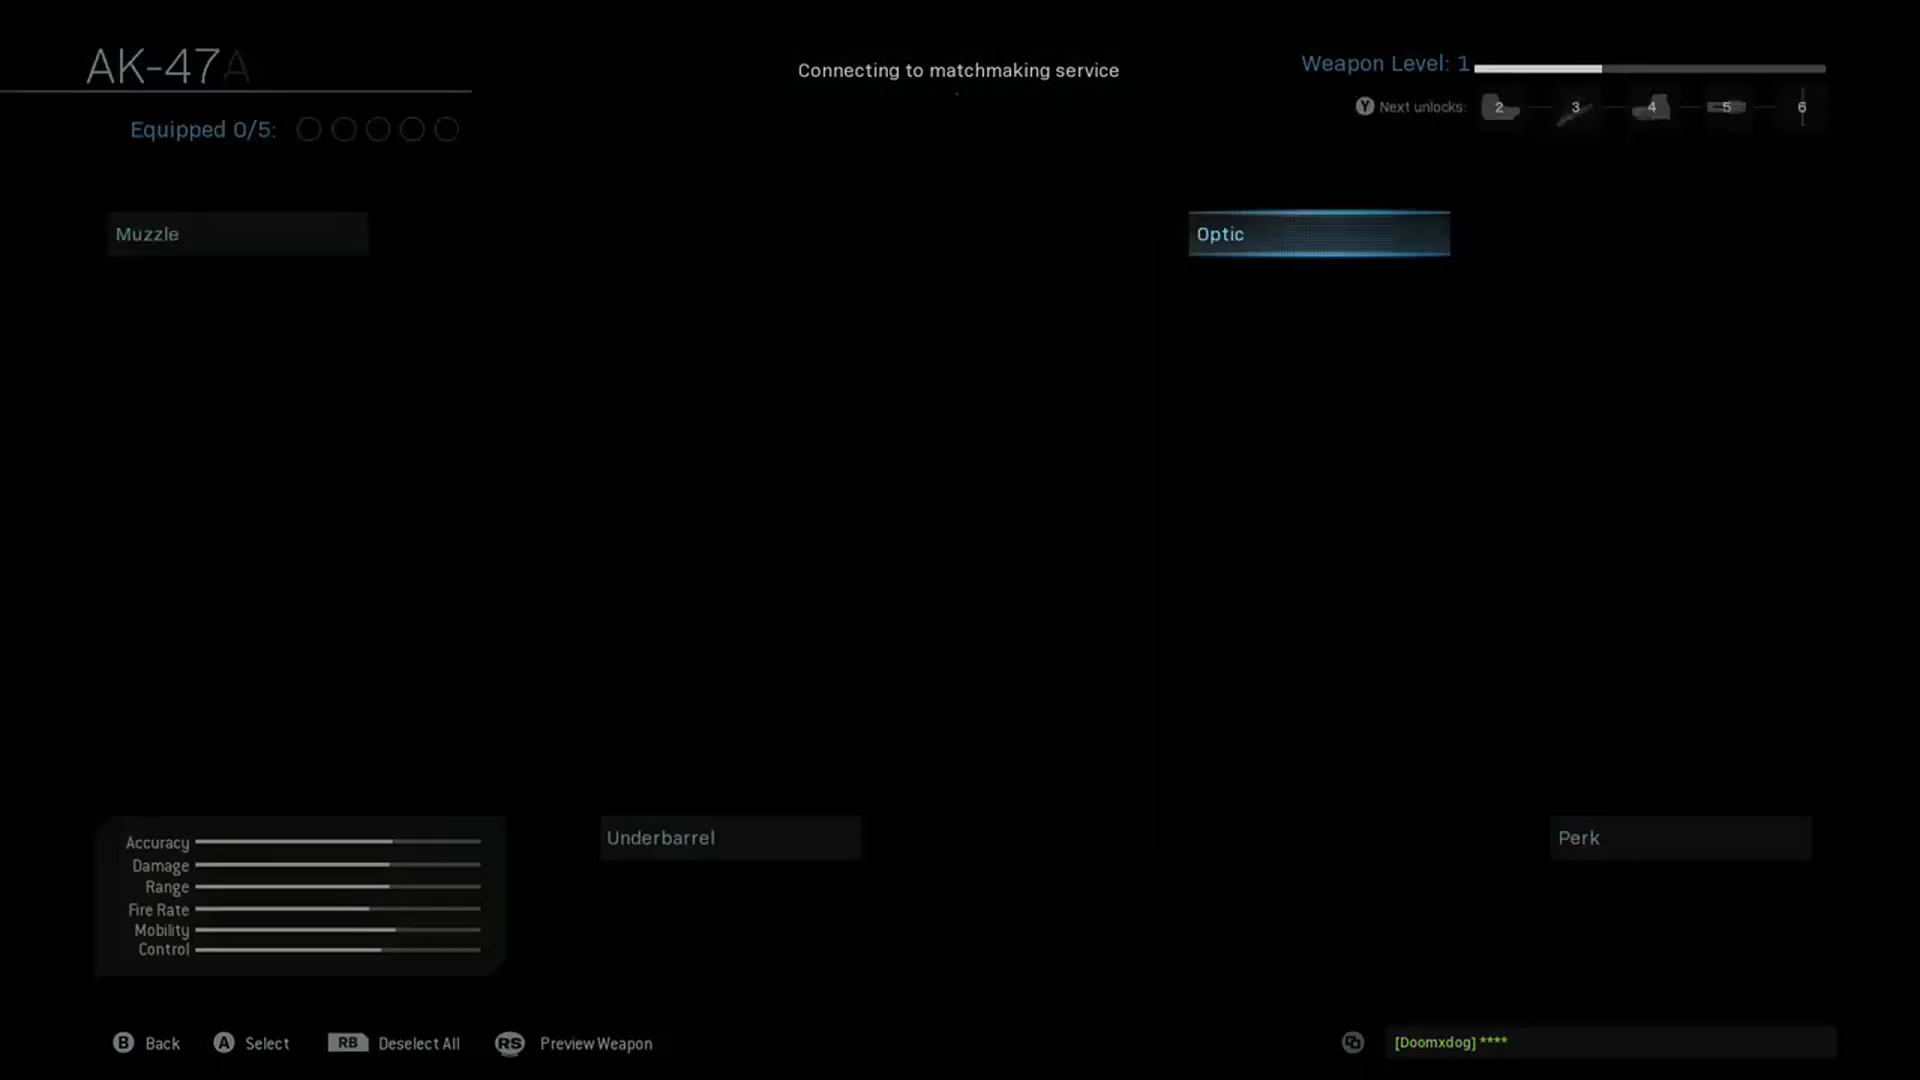 AK-47A
Connecting to matchmaking service
Weapon Level: 1
Equipped 0/5:
Y Next unlocks: 2 3 4 5 6
Muzzle
Optic
Underbarrel
Perk
Accuracy
Damage
Range
Fire Rate
Mobility
Control
B Back A Select RB Deselect All RS Preview Weapon
[Doomxdog] ****